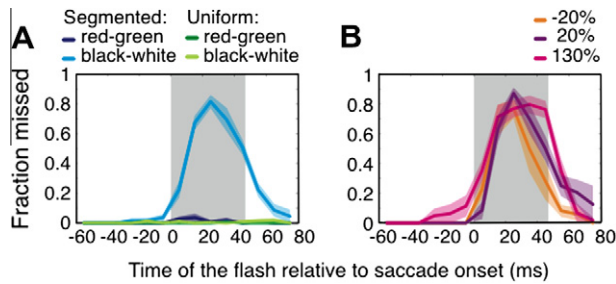 A
Segmented: Uniform:
red-green red-green
black-white black-white
B
-20%
20%
130%
Fraction missed
1
0.8
0.6
0.4
0.2
0
-60 -40 -20 0 20 40 60 80
1
0.8
0.6
0.4
0.2
0
-60 -40 -20 0 20 40 60 80
Time of the flash relative to saccade onset (ms)